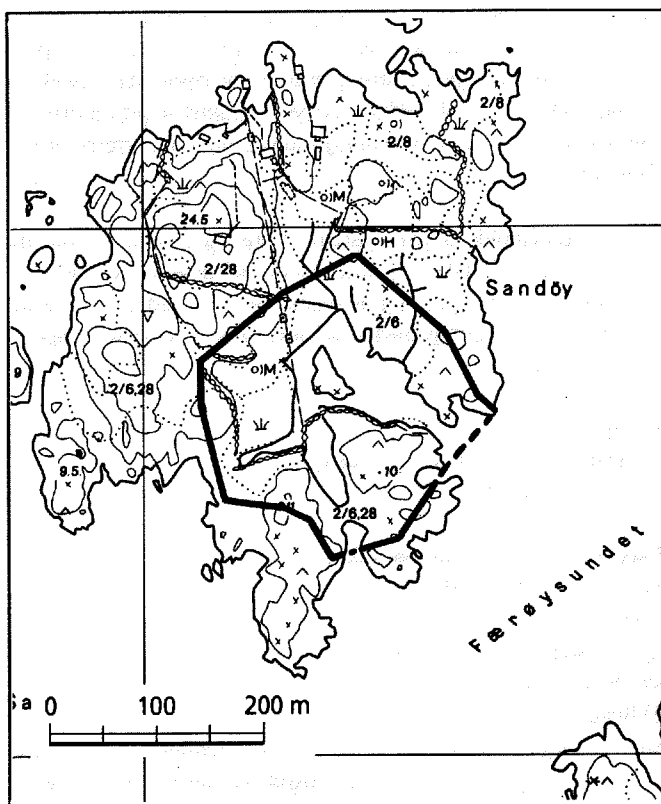 2/8
2/8
o)
o)
o)M
24.5
o)H
2/28
Sandöy
2/6
9
o)M
2/6,28
9.5
10
2/6,28
Færøysundet
a 0 100 200 m